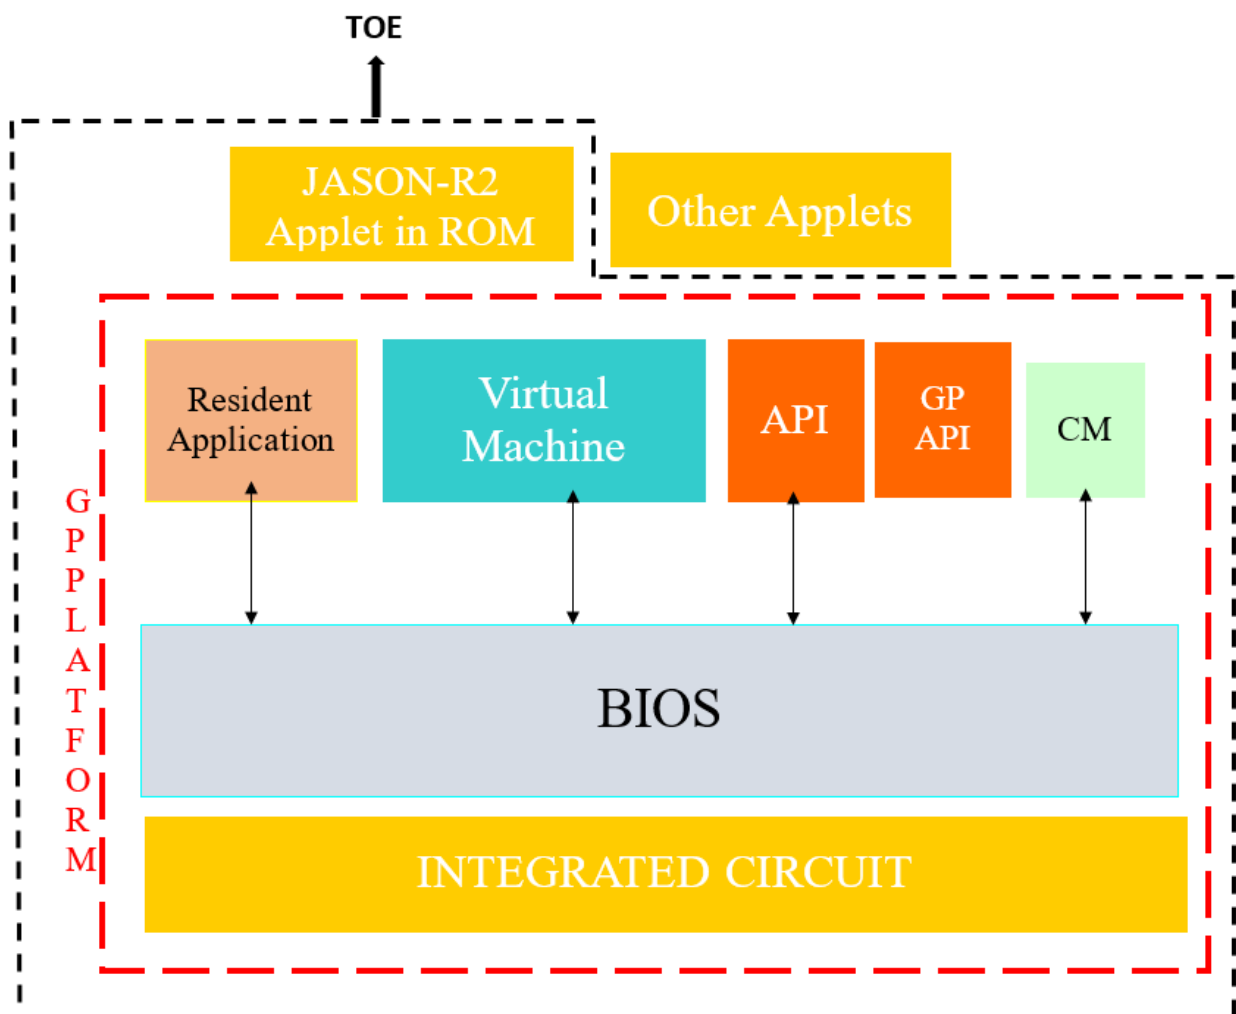 TOE
JASON-R2
Applet in ROM
Other Applets
Resident
Application
Virtual
Machine
API
GP
API
CM
G
P
P
L
A
T
F
O
R
M
BIOS
INTEGRATED CIRCUIT